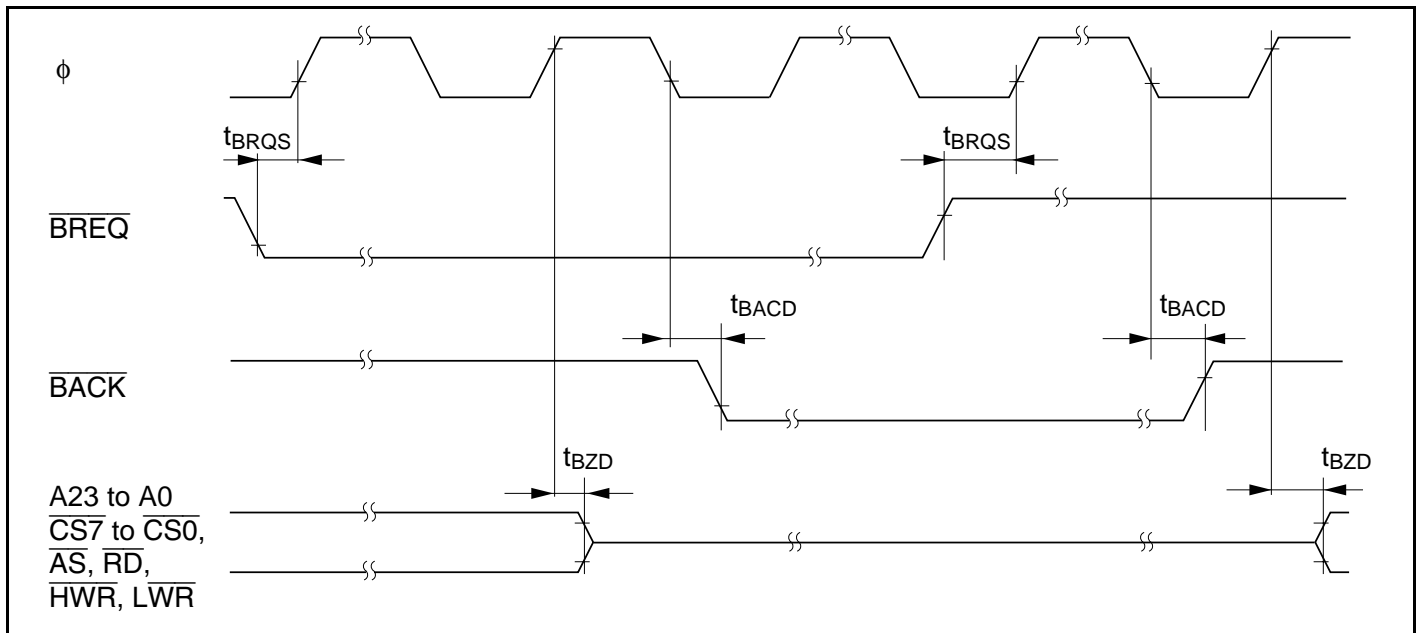 ϕ
tBRQS
tBRQS
BREQ
tBACD
tBACD
BACK
tBZD
tBZD
A23 to A0
CS7 to CS0,
AS, RD,
HWR, LWR